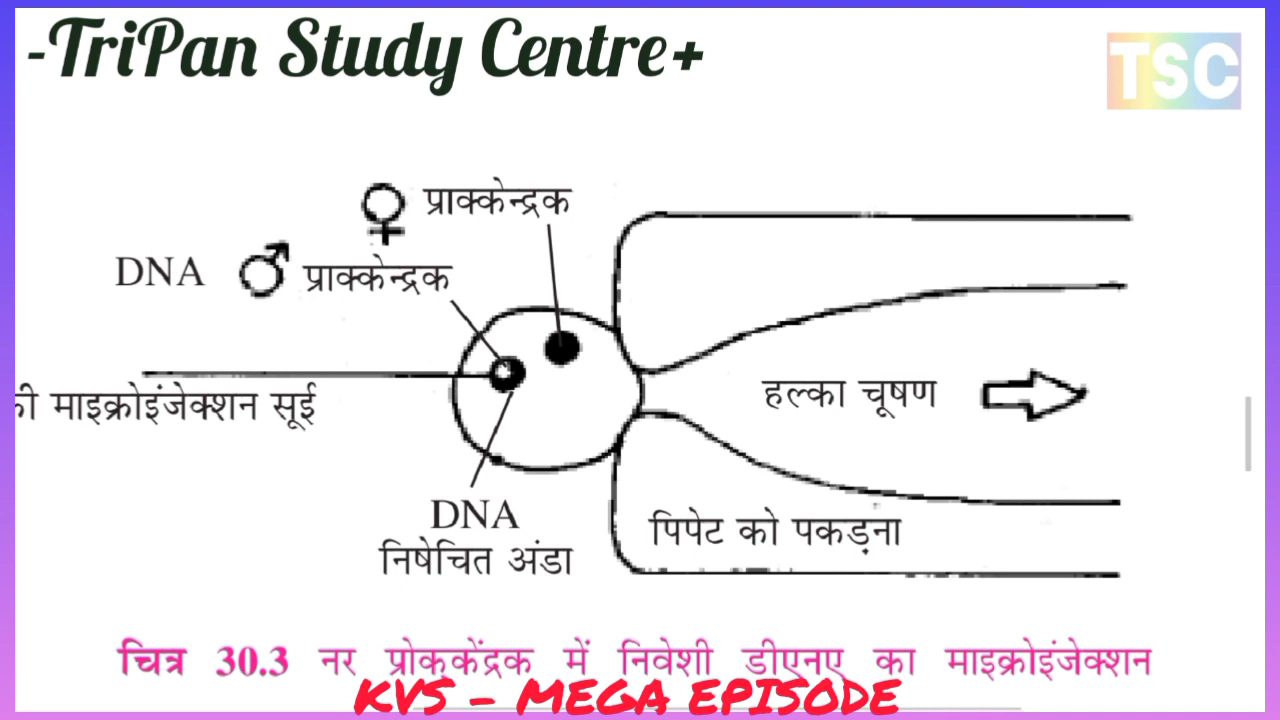 -TriPan Study Centre+
TSC
♀ प्राक्केन्द्रक
DNA ♂ प्राक्केन्द्रक
की माइक्रोइंजेक्शन सूई
हल्का चूषण
DNA
निषेचित अंडा
पिपेट को पकड़ना
चित्र 30.3 नर प्रोक्केंद्रक में निवेशी डीएनए का माइक्रोइंजेक्शन
KVS - MEGA EPISODE